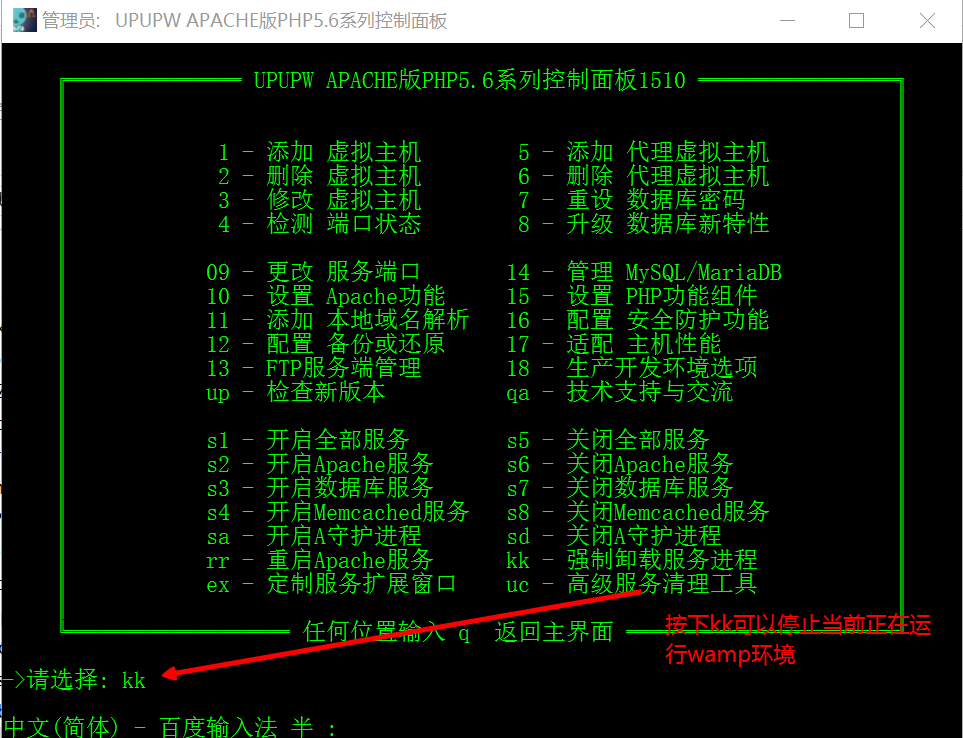 管理员:  UPUPW APACHE版PHP5.6系列控制面板
UPUPW APACHE版PHP5.6系列控制面板1510
1 - 添加 虚拟主机 5 - 添加 代理虚拟主机
2 - 删除 虚拟主机 6 - 删除 代理虚拟主机
3 - 修改 虚拟主机 7 - 重设 数据库密码
4 - 检测 端口状态 8 - 升级 数据库新特性
09 - 更改 服务端口 14 - 管理 MySQL/MariaDB
10 - 设置 Apache功能 15 - 设置 PHP功能组件
11 - 添加 本地域名解析 16 - 配置 安全防护功能
12 - 配置 备份或还原 17 - 适配 主机性能
13 - FTP服务端管理 18 - 生产开发环境选项
up - 检查新版本 qa - 技术支持与交流
s1 - 开启全部服务 s5 - 关闭全部服务
s2 - 开启Apache服务 s6 - 关闭Apache服务
s3 - 开启数据库服务 s7 - 关闭数据库服务
s4 - 开启Memcached服务 s8 - 关闭Memcached服务
sa - 开启A守护进程 sd - 关闭A守护进程
rr - 重启Apache服务 kk - 强制卸载服务进程
ex - 定制服务扩展窗口 uc - 高级服务清理工具
任何位置输入 q 返回主界面
按下kk可以停止当前正在运
行wamp环境
->请选择: kk
中文(简体) - 百度输入法 半 :